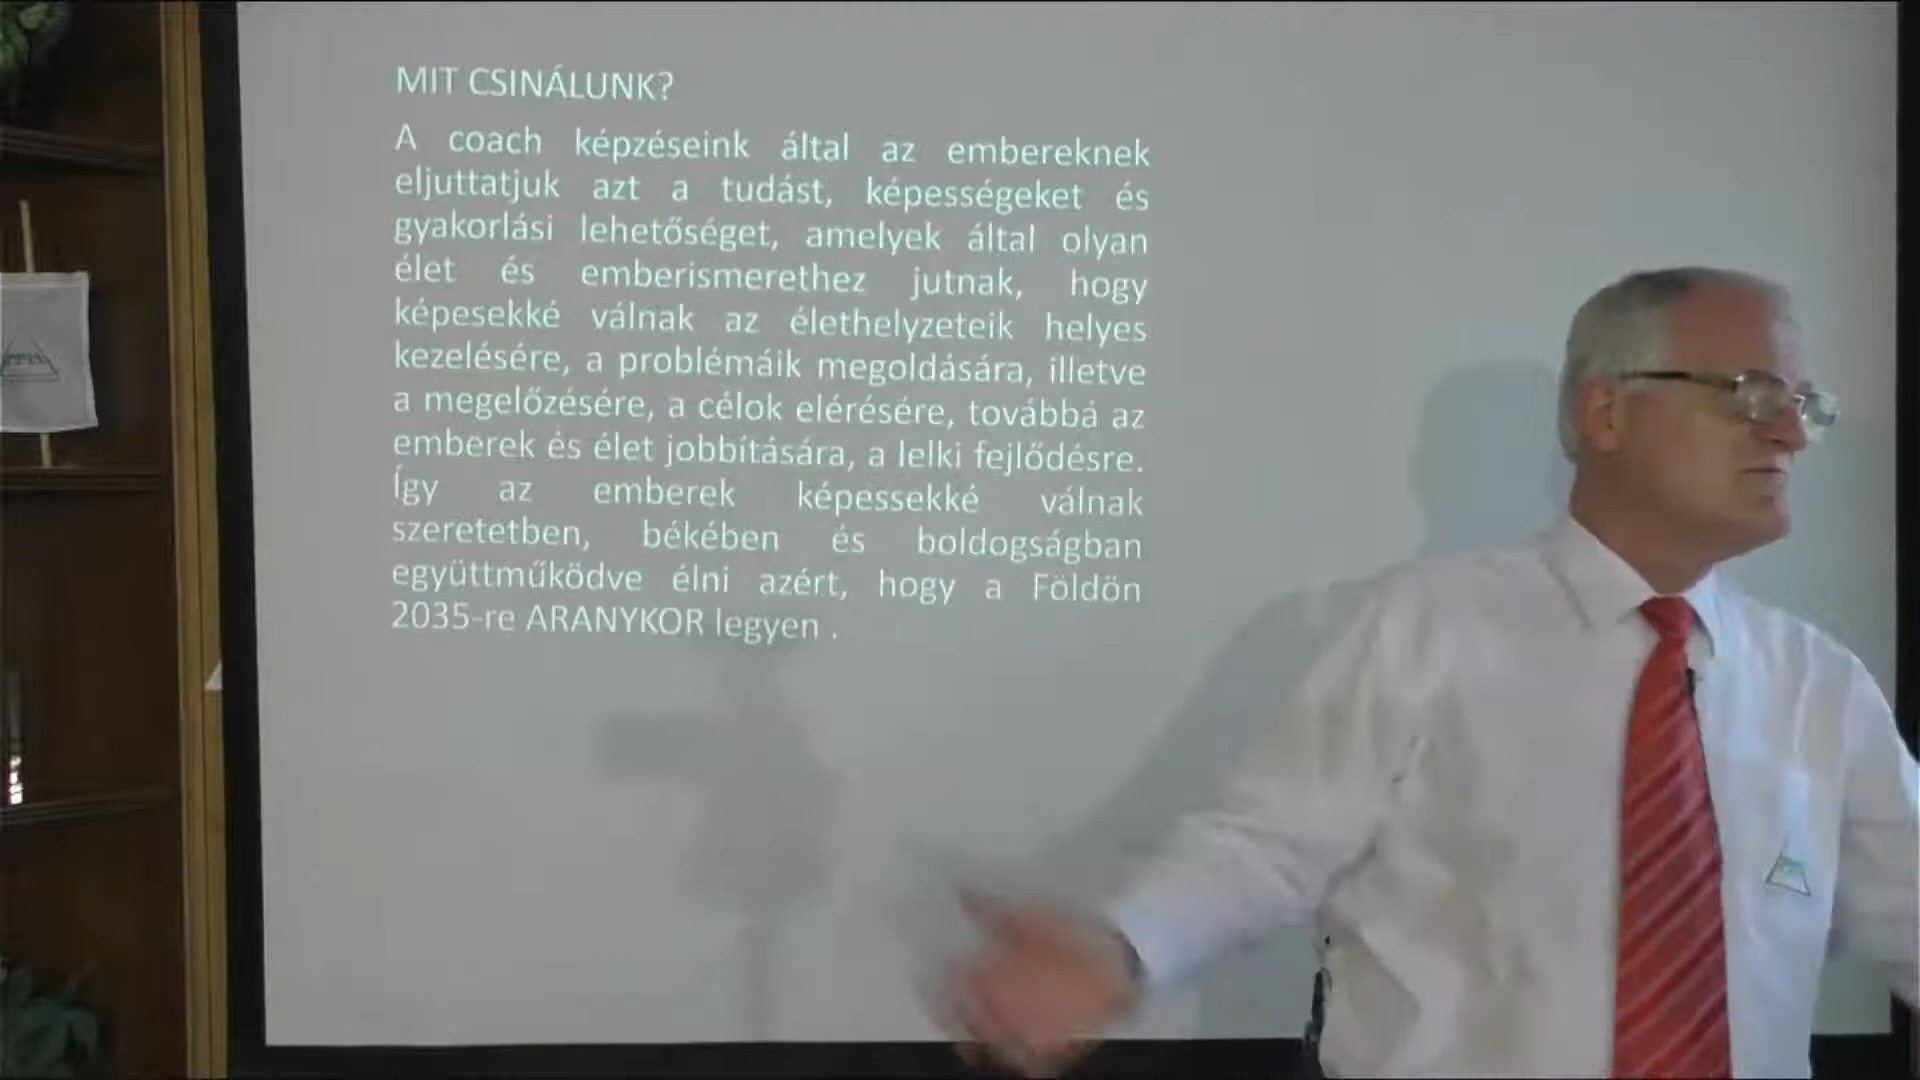 MIT CSINÁLUNK?
A coach képzéseink által az embereknek
eljuttatjuk azt a tudást, képességeket és
gyakorlási lehetőséget, amelyek által olyan
élet és emberismerethez jutnak, hogy
képesekké válnak az élethelyzeteik helyes
kezelésére, a problémáik megoldására, illetve
a megelőzésére, a célok elérésére, továbbá az
emberek és élet jobbítására, a lelki fejlődésre.
Így az emberek képessekké válnak
szeretetben, békében és boldogságban
együttműködve élni azért, hogy a Földön
2035-re ARANYKOR legyen .